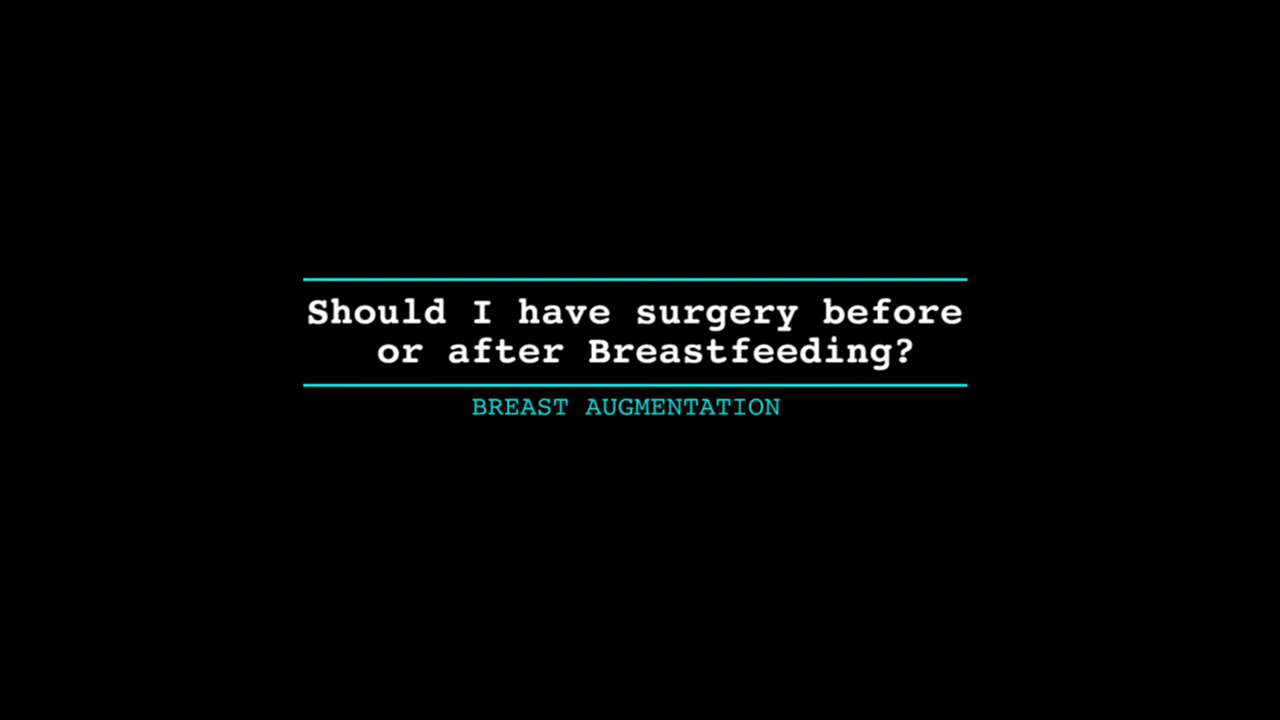 Should I have surgery before
or after Breastfeeding?
BREAST AUGMENTATION